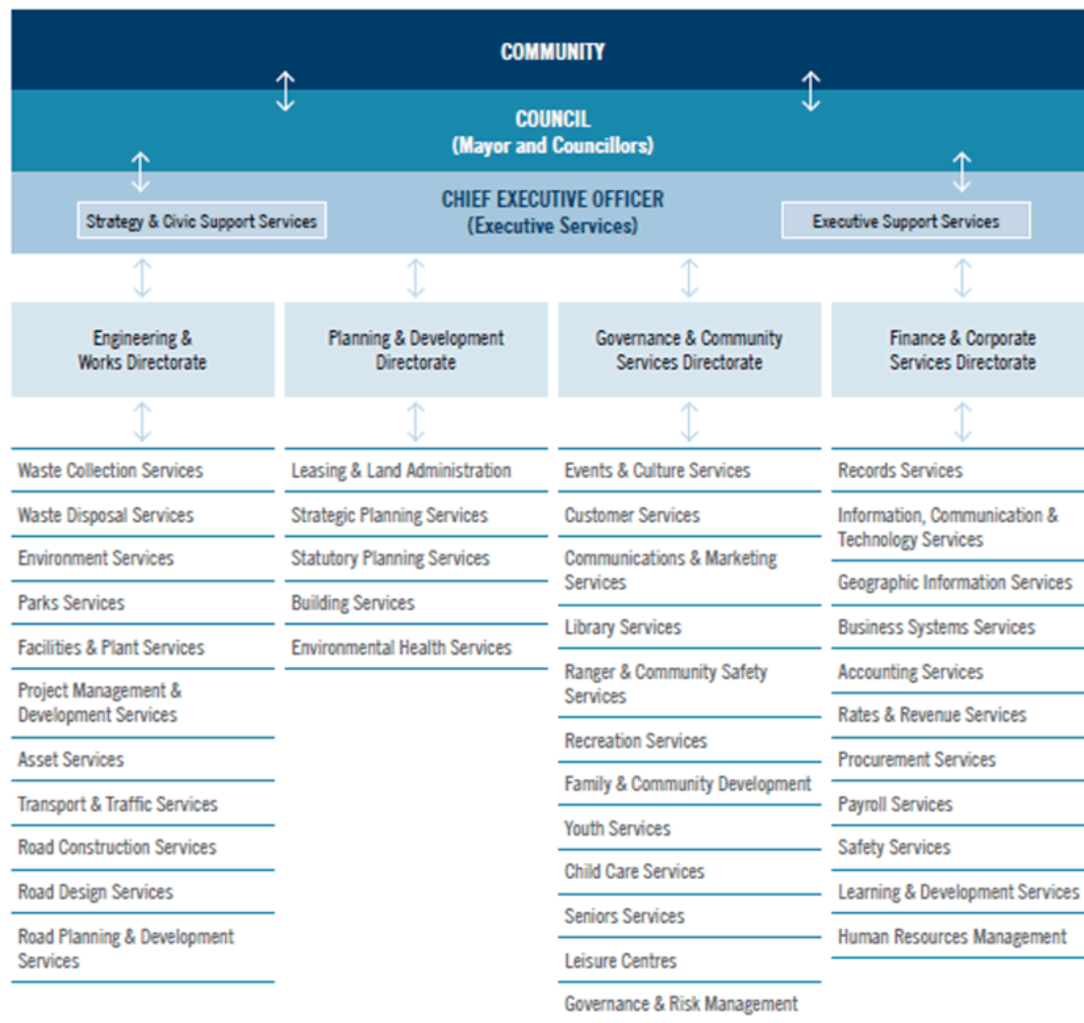 COMMUNITY
COUNCIL
(Mayor and Councillors)
CHIEF EXECUTIVE OFFICER
(Executive Services)
Strategy & Civic Support Services
Executive Support Services
Engineering &
Works Directorate
Planning & Development
Directorate
Governance & Community
Services Directorate
Finance & Corporate
Services Directorate
Waste Collection Services
Waste Disposal Services
Environment Services
Parks Services
Facilities & Plant Services
Project Management &
Development Services
Asset Services
Transport & Traffic Services
Road Construction Services
Road Design Services
Road Planning & Development
Services
Leasing & Land Administration
Strategic Planning Services
Statutory Planning Services
Building Services
Environmental Health Services
Events & Culture Services
Customer Services
Communications & Marketing
Services
Library Services
Ranger & Community Safety
Services
Recreation Services
Family & Community Development
Youth Services
Child Care Services
Seniors Services
Leisure Centres
Governance & Risk Management
Records Services
Information, Communication &
Technology Services
Geographic Information Services
Business Systems Services
Accounting Services
Rates & Revenue Services
Procurement Services
Payroll Services
Safety Services
Learning & Development Services
Human Resources Management